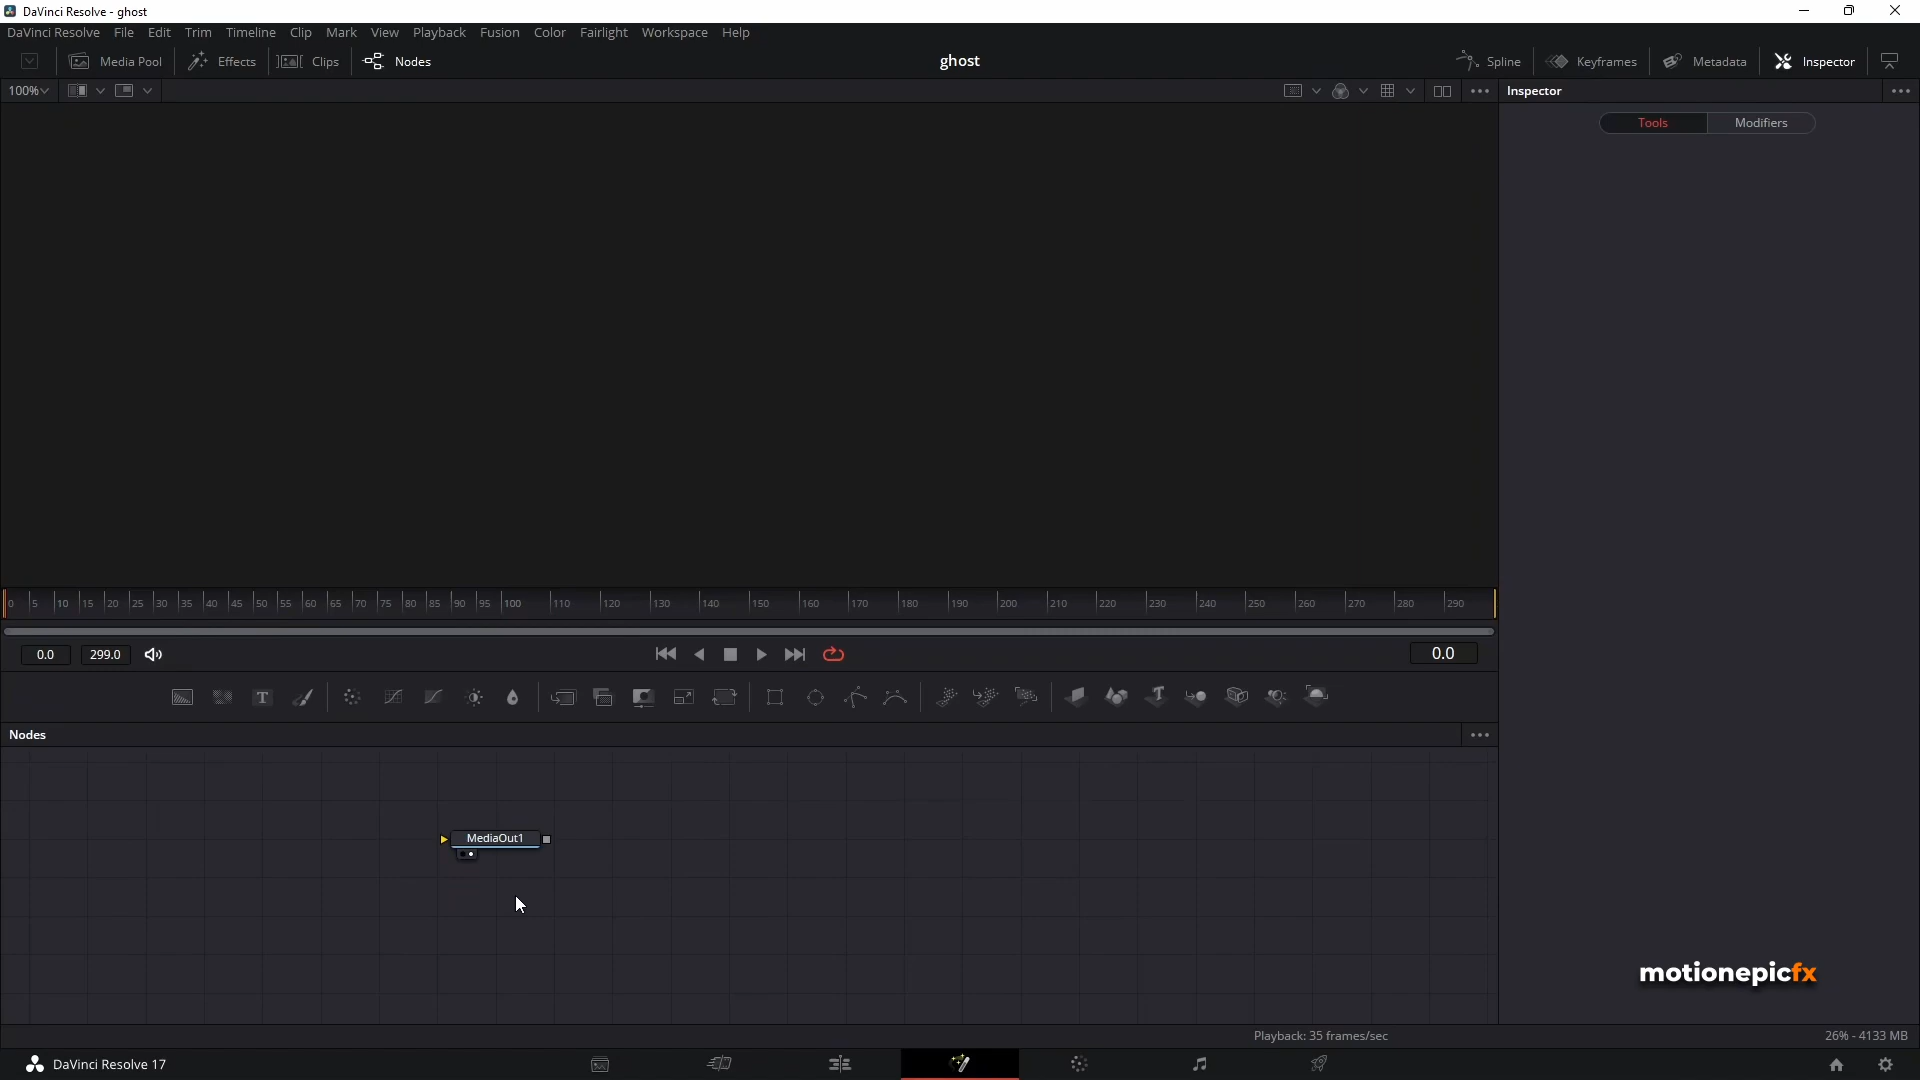 DaVinci Resolve - ghost
DaVinci Resolve File Edit Trim Timeline Clip Mark View Playback Fusion Color Fairlight Workspace Help
Media Pool Effects Clips Nodes ghost Spline Keyframes Metadata Inspector
100% Inspector
Tools Modifiers
0 5 10 15 20 25 30 35 40 45 50 55 60 65 70 75 80 85 90 95 100 110 120 130 140 150 160 170 180 190 200 210 220 230 240 250 260 270 280 290
0.0 299.0 0.0
T
Nodes
MediaOut1
motionepicfx
Playback: 35 frames/sec 26% - 4133 MB
DaVinci Resolve 17